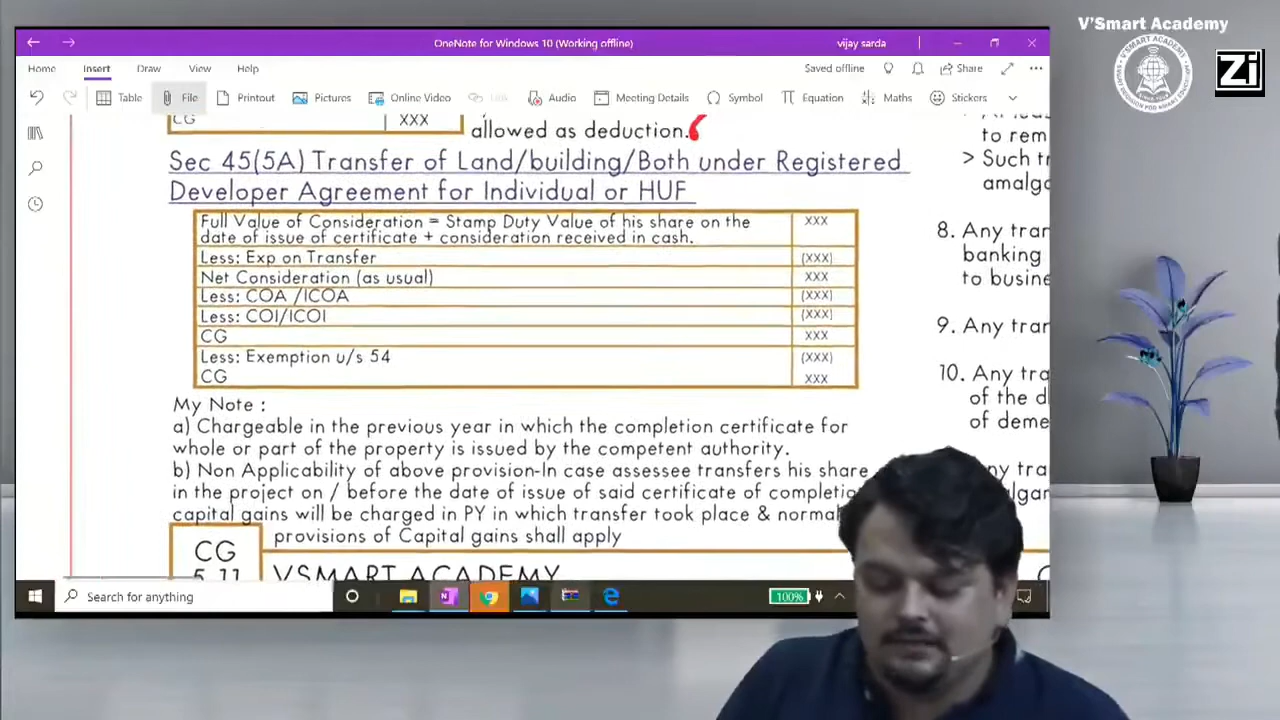 V'Smart Academy
Zi
OneNote for Windows 10 (Working offline)
vijay sarda
Home Insert Draw View Help
Saved offline
Share
Table File Printout Pictures Online Video Link Audio Meeting Details Symbol Equation Maths Stickers
CG XXX
allowed as deduction.
Sec 45(5A) Transfer of Land/building/Both under Registered
Developer Agreement for Individual or HUF
Full Value of Consideration = Stamp Duty Value of his share on the XXX
date of issue of certificate + consideration received in cash.
Less: Exp on Transfer (XXX)
Net Consideration (as usual) XXX
Less: COA /ICOA (XXX)
Less: COI/ICOI (XXX)
CG XXX
Less: Exemption u/s 54 (XXX)
CG XXX
My Note :
a) Chargeable in the previous year in which the completion certificate for
whole or part of the property is issued by the competent authority.
b) Non Applicability of above provision-In case assessee transfers his share
in the project on / before the date of issue of said certificate of completio
capital gains will be charged in PY in which transfer took place & normal
provisions of Capital gains shall apply
CG
5.11
VSMART ACADEMY
to rem
> Such tr
amalga
8. Any tran
banking
to busine
9. Any tran
10. Any tra
of the d
of deme
ny tra
lgan
Search for anything
100%